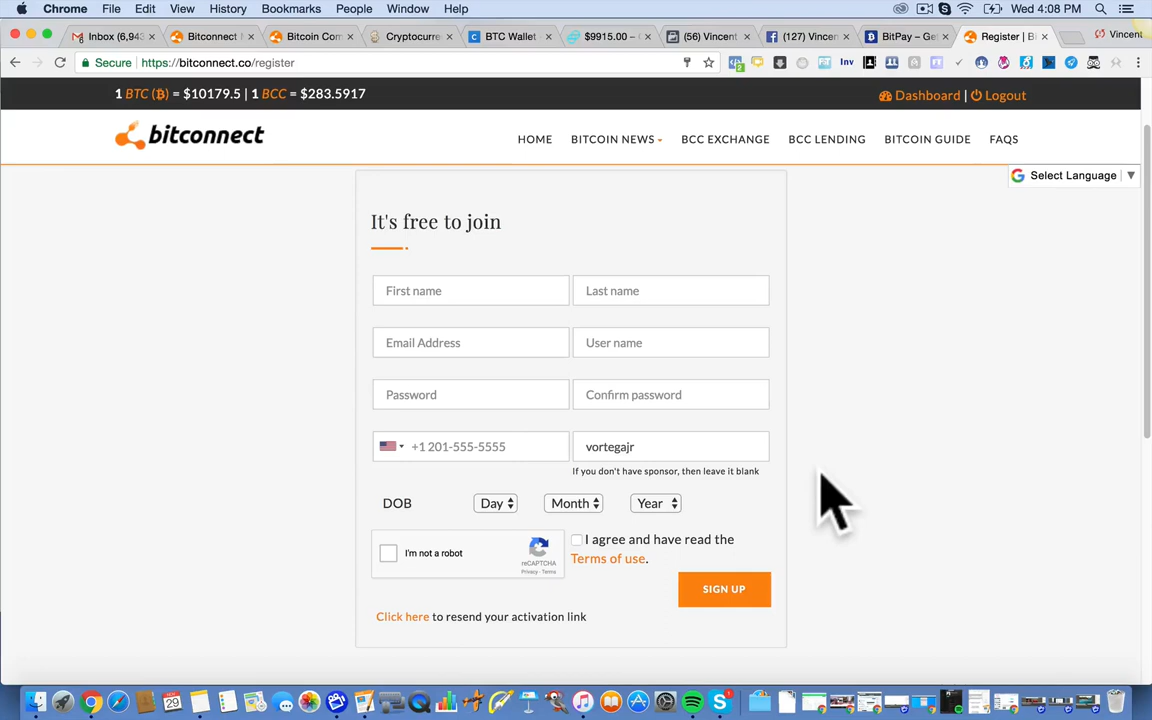 Chrome File Edit View History Bookmarks People Window Help Wed 4:08 PM
Inbox (6,943 Bitconnect Bitcoin Com Cryptocurre BTC Wallet $9915.00 – (56) Vincent (127) Vincen BitPay – Ge Register | B Vincent
Secure https://bitconnect.co/register Inv
1 BTC (₿) = $10179.5 | 1 BCC = $283.5917 Dashboard | Logout
bitconnect HOME BITCOIN NEWS BCC EXCHANGE BCC LENDING BITCOIN GUIDE FAQS
Select Language
It's free to join
First name Last name
Email Address User name
Password Confirm password
+1 201-555-5555 vortegajr
If you don't have sponsor, then leave it blank
DOB Day Month Year
I'm not a robot
reCAPTCHA
Privacy - Terms
I agree and have read the
Terms of use.
SIGN UP
Click here to resend your activation link